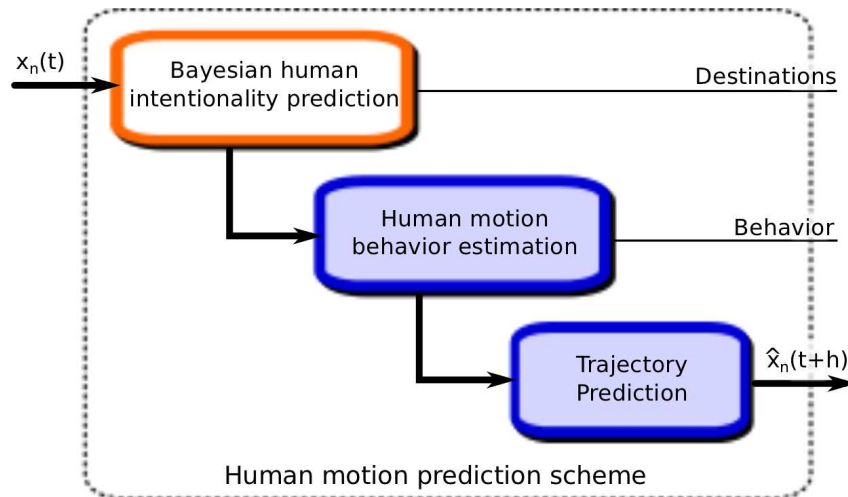 xn(t)
Bayesian human
intentionality prediction
Destinations
Human motion
behavior estimation
Behavior
Trajectory
Prediction
x̂n(t+h)
Human motion prediction scheme